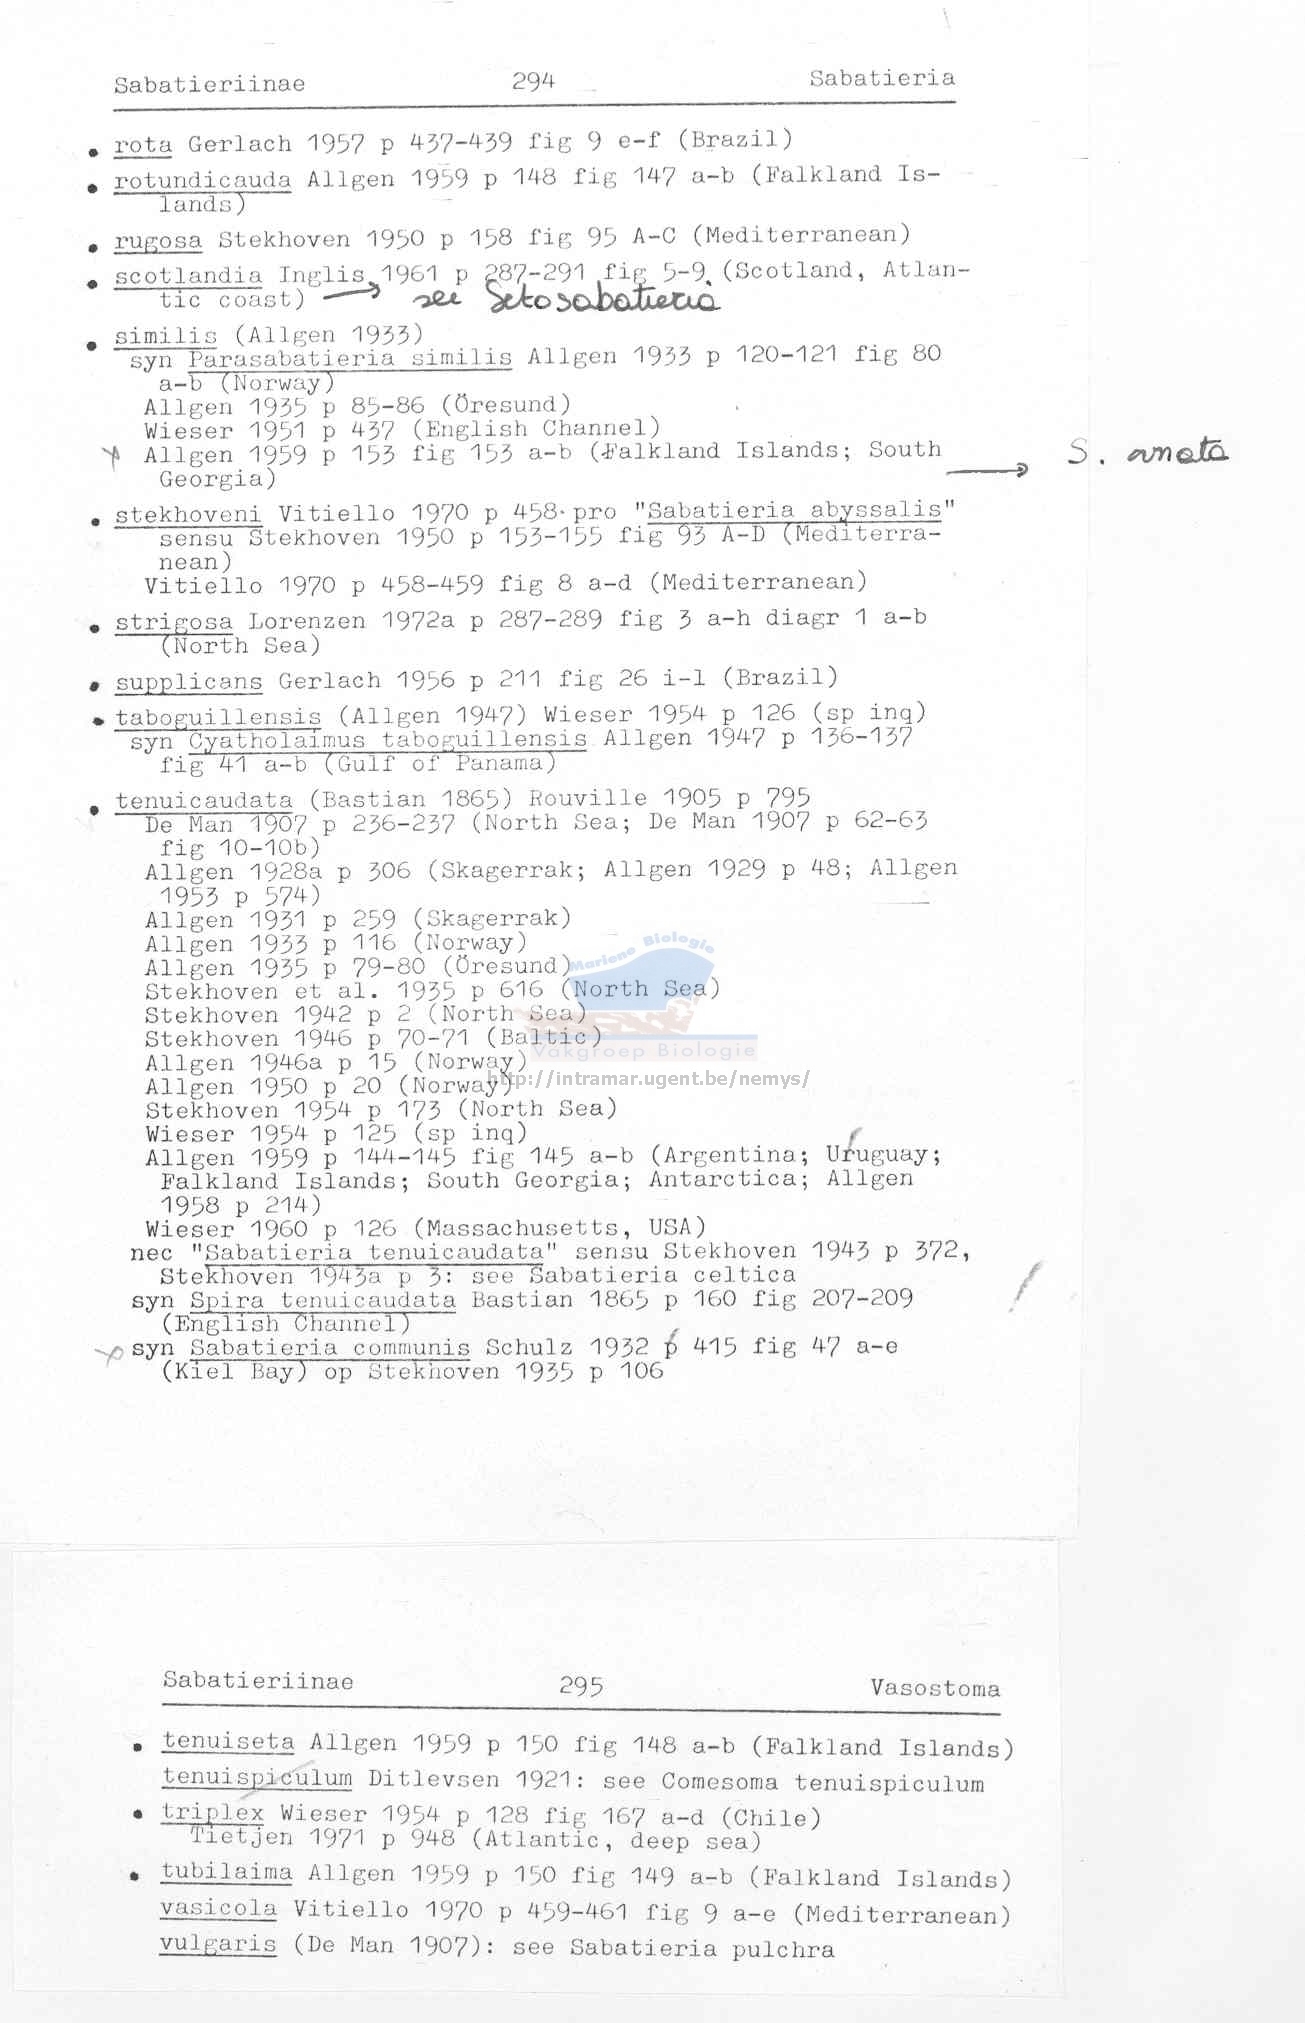 Sabatieriinae 294 Sabatieria
rota Gerlach 1957 p 437-439 fig 9 e-f (Brazil)
rotundicauda Allgen 1959 p 148 fig 147 a-b (Falkland Is-
lands)
rugosa Stekhoven 1950 p 158 fig 95 A-C (Mediterranean)
scotlandia Inglis 1961 p 287-291 fig 5-9 (Scotland, Atlan-
tic coast) → see Setosabatieria
similis (Allgen 1933)
syn Parasabatieria similis Allgen 1933 p 120-121 fig 80
a-b (Norway)
Allgen 1935 p 85-86 (Öresund)
Wieser 1951 p 437 (English Channel)
Allgen 1959 p 153 fig 153 a-b (Falkland Islands; South → S.
Georgia)
stekhoveni Vitiello 1970 p 458 pro "Sabatieria abyssalis"
sensu Stekhoven 1950 p 153-155 fig 93 A-D (Mediterra-
nean)
Vitiello 1970 p 458-459 fig 8 a-d (Mediterranean)
strigosa Lorenzen 1972a p 287-289 fig 3 a-h diagr 1 a-b
(North Sea)
supplicans Gerlach 1956 p 211 fig 26 i-l (Brazil)
taboguillensis (Allgen 1947) Wieser 1954 p 126 (sp inq)
syn Cyatholaimus taboguillensis Allgen 1947 p 136-137
fig 41 a-b (Gulf of Panama)
tenuicaudata (Bastian 1865) Rouville 1905 p 795
De Man 1907 p 236-237 (North Sea; De Man 1907 p 62-63
fig 10-10b)
Allgen 1928a p 306 (Skagerrak; Allgen 1929 p 48; Allgen
1953 p 574)
Allgen 1931 p 259 (Skagerrak)
Allgen 1933 p 116 (Norway)
Allgen 1935 p 79-80 (Öresund)
Mariene Biologie
Stekhoven et al. 1935 p 616 (North Sea)
Stekhoven 1942 p 2 (North Sea)
Stekhoven 1946 p 70-71 (Baltic)
Vakgroep Biologie
Allgen 1946a p 15 (Norway)
http://intramar.ugent.be/nemys/
Allgen 1950 p 20 (Norway)
Stekhoven 1954 p 173 (North Sea)
Wieser 1954 p 125 (sp inq)
Allgen 1959 p 144-145 fig 145 a-b (Argentina; Uruguay;
Falkland Islands; South Georgia; Antarctica; Allgen
1958 p 214)
Wieser 1960 p 126 (Massachusetts, USA)
nec "Sabatieria tenuicaudata" sensu Stekhoven 1943 p 372,
Stekhoven 1943a p 3: see Sabatieria celtica
syn Spira tenuicaudata Bastian 1865 p 160 fig 207-209
(English Channel)
syn Sabatieria communis Schulz 1932 p 415 fig 47 a-e
(Kiel Bay) op Stekhoven 1935 p 106
Sabatieriinae 295 Vasostoma
tenuiseta Allgen 1959 p 150 fig 148 a-b (Falkland Islands)
tenuispiculum Ditlevsen 1921: see Comesoma tenuispiculum
triplex Wieser 1954 p 128 fig 167 a-d (Chile)
Tietjen 1971 p 948 (Atlantic, deep sea)
tubilaima Allgen 1959 p 150 fig 149 a-b (Falkland Islands)
vasicola Vitiello 1970 p 459-461 fig 9 a-e (Mediterranean)
vulgaris (De Man 1907): see Sabatieria pulchra